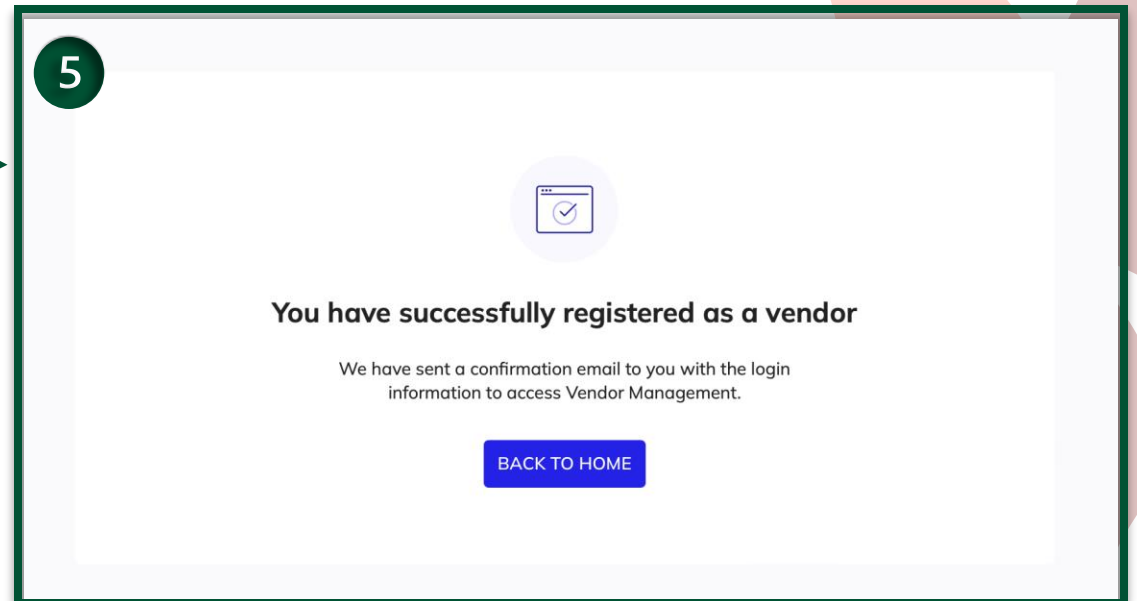 5
You have successfully registered as a vendor
We have sent a confirmation email to you with the login
information to access Vendor Management.
BACK TO HOME